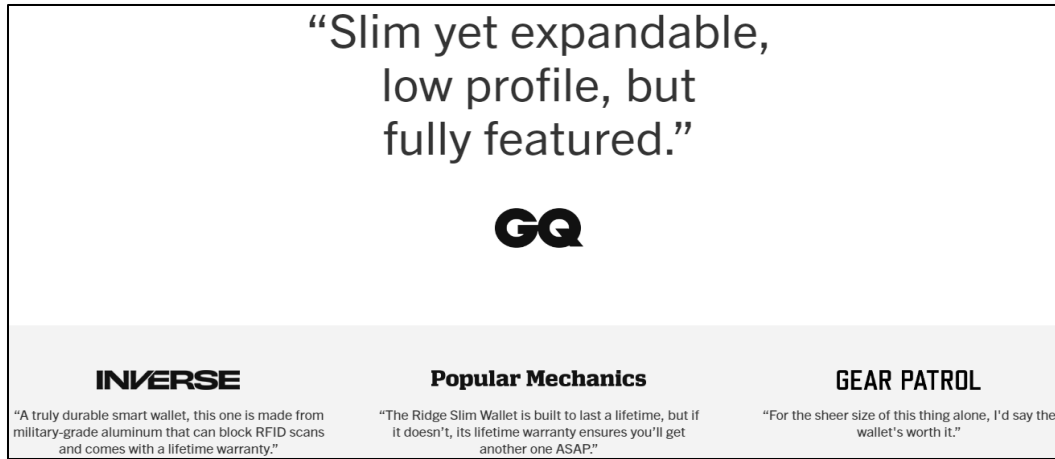 “Slim yet expandable,
low profile, but
fully featured.”
GQ
INVERSE
“A truly durable smart wallet, this one is made from
military-grade aluminum that can block RFID scans
and comes with a lifetime warranty.”
Popular Mechanics
“The Ridge Slim Wallet is built to last a lifetime, but if
it doesn’t, its lifetime warranty ensures you’ll get
another one ASAP.”
GEAR PATROL
“For the sheer size of this thing alone, I'd say the
wallet's worth it.”